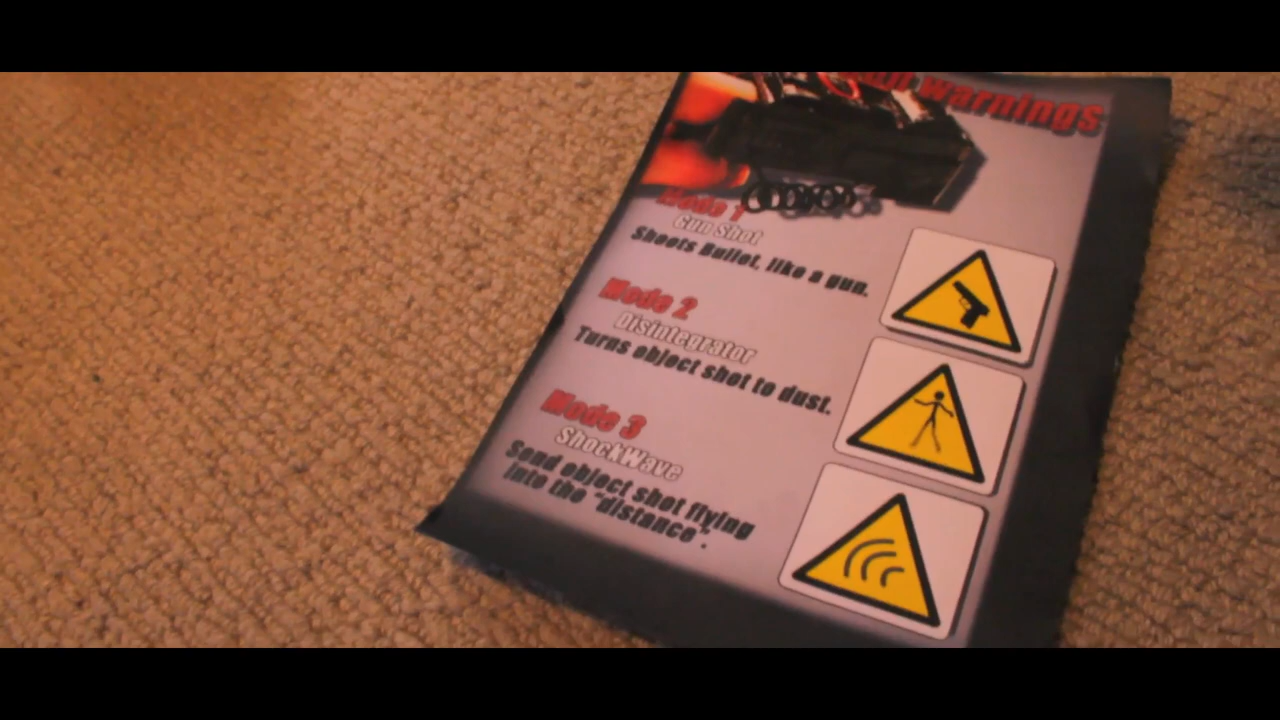 warnings
Mode 1
Gun Shot
Shoots Bullet, like a gun.
Mode 2
Disintegrator
Turns object shot to dust.
Mode 3
ShockWave
Send object shot flying
into the "distance".